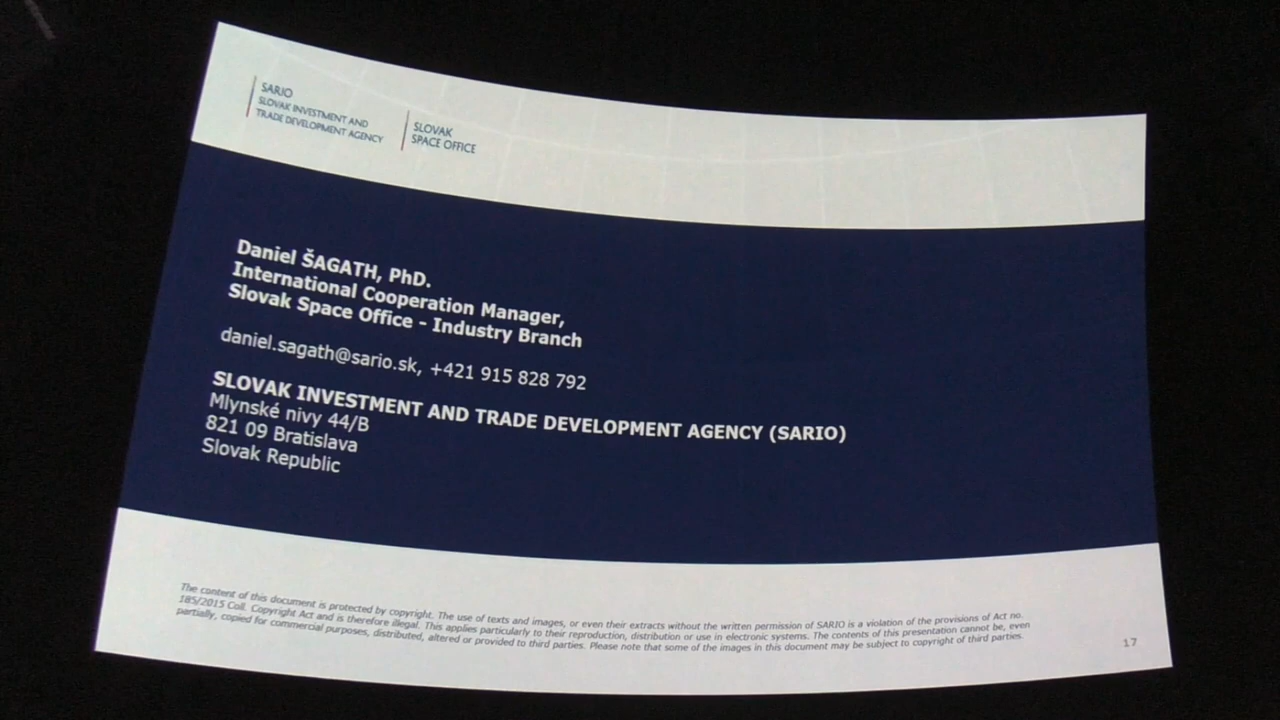 SARIO
SLOVAK INVESTMENT AND
TRADE DEVELOPMENT AGENCY
SLOVAK
SPACE OFFICE
Daniel ŠAGATH, PhD.
International Cooperation Manager,
Slovak Space Office - Industry Branch
daniel.sagath@sario.sk, +421 915 828 792
SLOVAK INVESTMENT AND TRADE DEVELOPMENT AGENCY (SARIO)
Mlynské nivy 44/B
821 09 Bratislava
Slovak Republic
The content of this document is protected by copyright. The use of texts and images, or even their extracts without the written permission of SARIO is a violation of the provisions of Act no.
185/2015 Coll. Copyright Act and is therefore illegal. This applies particularly to their reproduction, distribution or use in electronic systems. The contents of this presentation cannot be, even
partially, copied for commercial purposes, distributed, altered or provided to third parties. Please note that some of the images in this document may be subject to copyright of third parties.
17